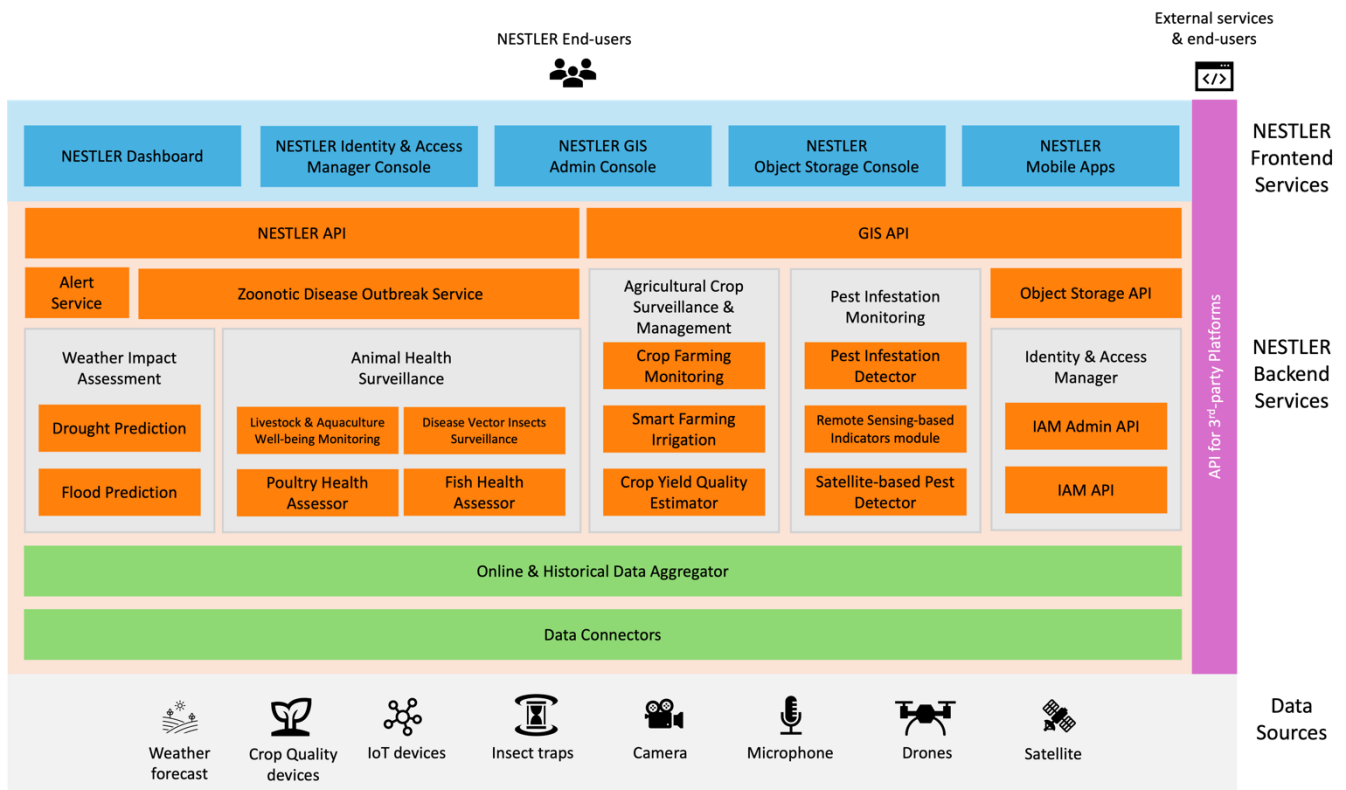 NESTLER End-users
External services
& end-users
NESTLER Dashboard
NESTLER Identity & Access
Manager Console
NESTLER GIS
Admin Console
NESTLER
Object Storage Console
NESTLER
Mobile Apps
NESTLER
Frontend
Services
NESTLER API
GIS API
Alert
Service
Zoonotic Disease Outbreak Service
Agricultural Crop
Surveillance &
Management
Pest Infestation
Monitoring
Object Storage API
Weather Impact
Assessment
Drought Prediction
Flood Prediction
Animal Health
Surveillance
Livestock & Aquaculture
Well-being Monitoring
Disease Vector Insects
Surveillance
Poultry Health
Assessor
Fish Health
Assessor
Crop Farming
Monitoring
Smart Farming
Irrigation
Crop Yield Quality
Estimator
Pest Infestation
Detector
Remote Sensing-based
Indicators module
Satellite-based Pest
Detector
Identity & Access
Manager
IAM Admin API
IAM API
API for 3rd-party Platforms
NESTLER
Backend
Services
Online & Historical Data Aggregator
Data Connectors
Weather
forecast
Crop Quality
devices
IoT devices
Insect traps
Camera
Microphone
Drones
Satellite
Data
Sources